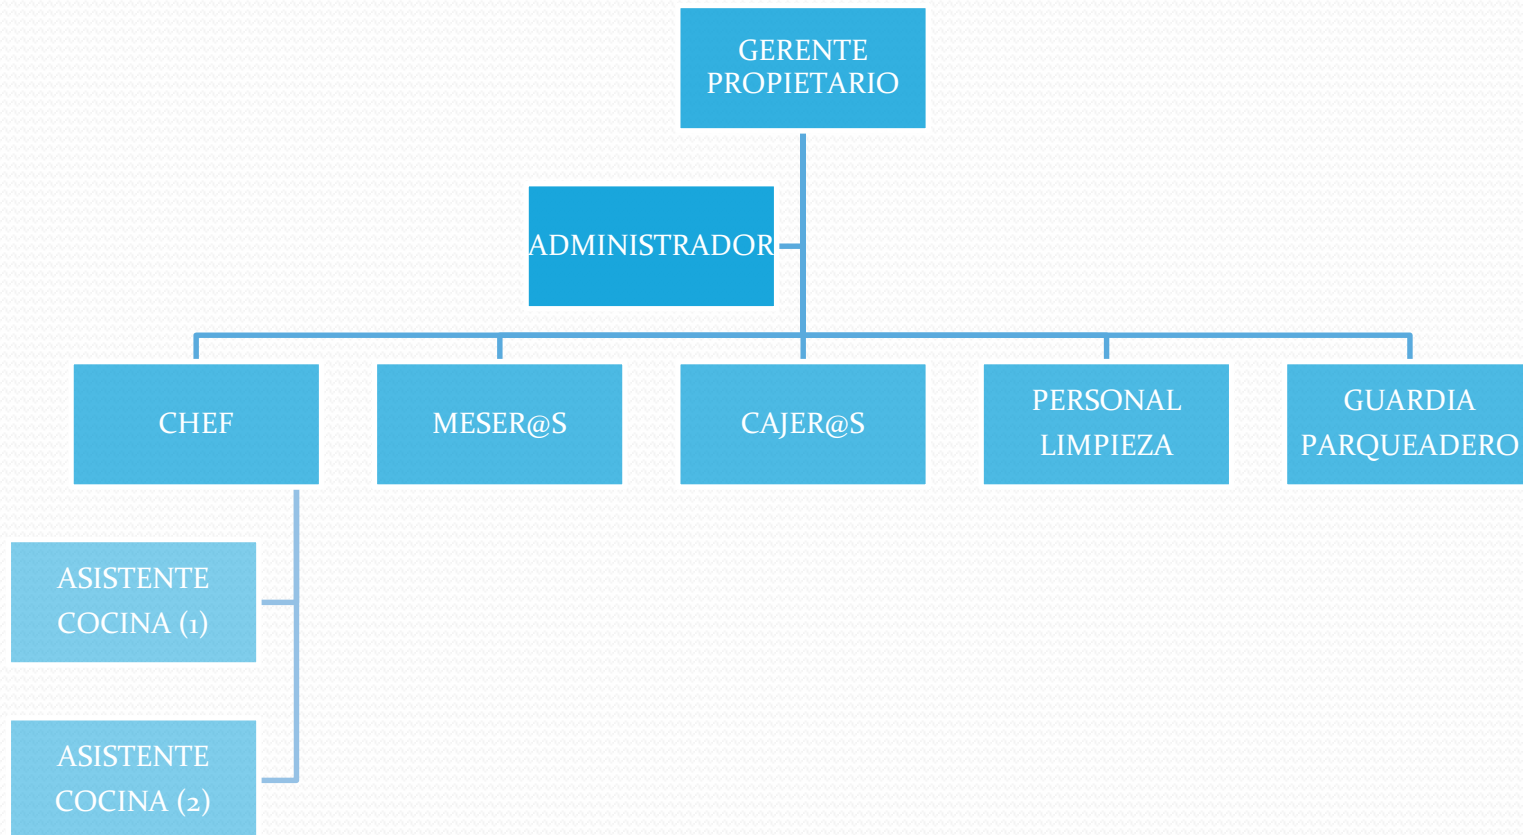 GERENTE
PROPIETARIO
ADMINISTRADOR
CHEF
MESER@S
CAJER@S
PERSONAL
LIMPIEZA
GUARDIA
PARQUEADERO
ASISTENTE
COCINA (1)
ASISTENTE
COCINA (2)